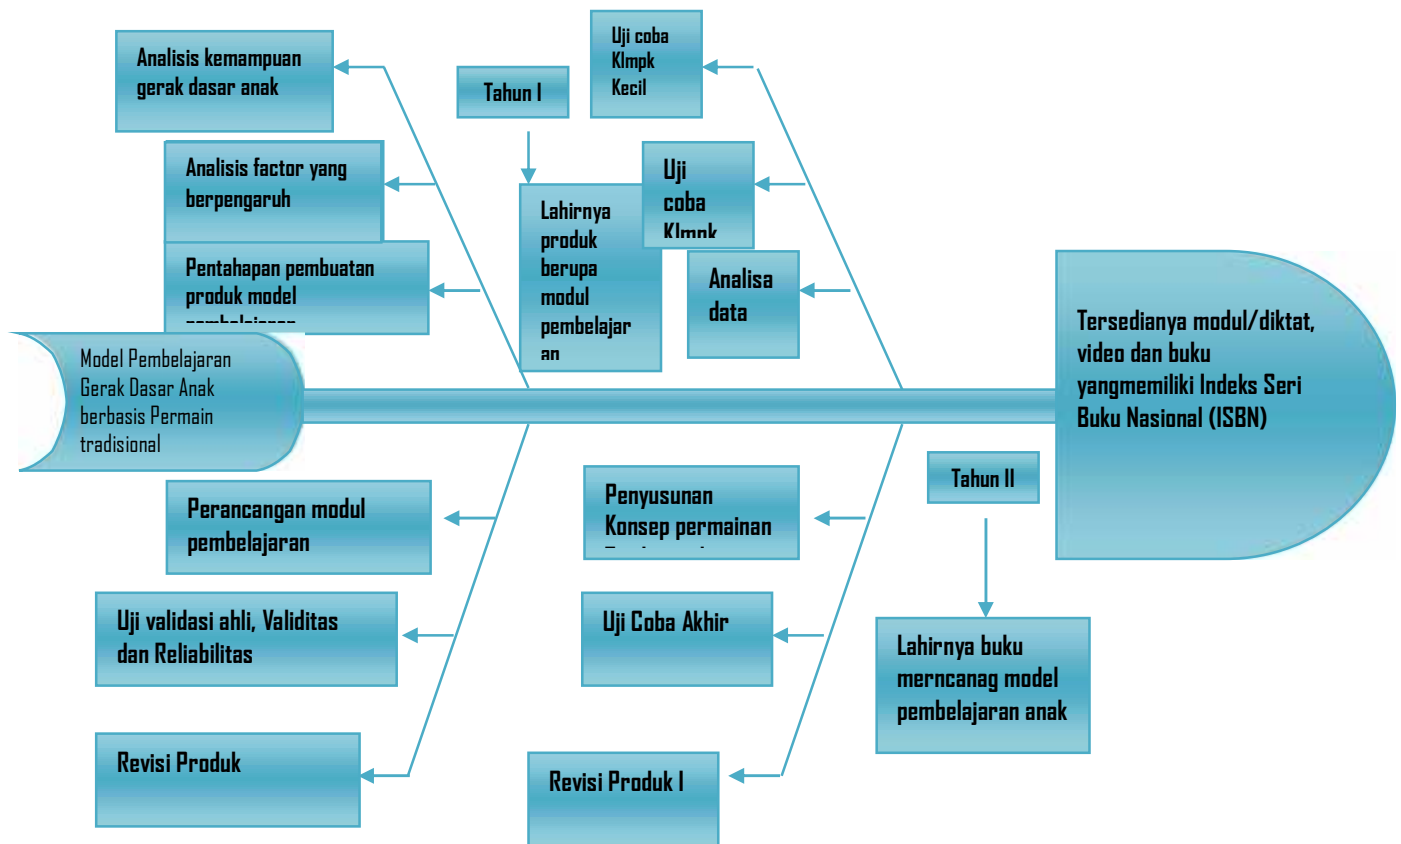 Analisis kemampuan
gerak dasar anak
Analisis factor yang
berpengaruh
Pentahapan pembuatan
produk model
Tahun I
Lahirnya
produk
berupa
modul
pembelajar
an
Uji coba
Klmpk
Kecil
Uji
coba
Klmpk
Analisa
data
Model Pembelajaran
Gerak Dasar Anak
berbasis Permain
tradisional
Tersedianya modul/diktat,
video dan buku
yangmemiliki Indeks Seri
Buku Nasional (ISBN)
Perancangan modul
pembelajaran
Uji validasi ahli, Validitas
dan Reliabilitas
Revisi Produk
Penyusunan
Konsep permainan
Uji Coba Akhir
Revisi Produk I
Tahun II
Lahirnya buku
merncanag model
pembelajaran anak